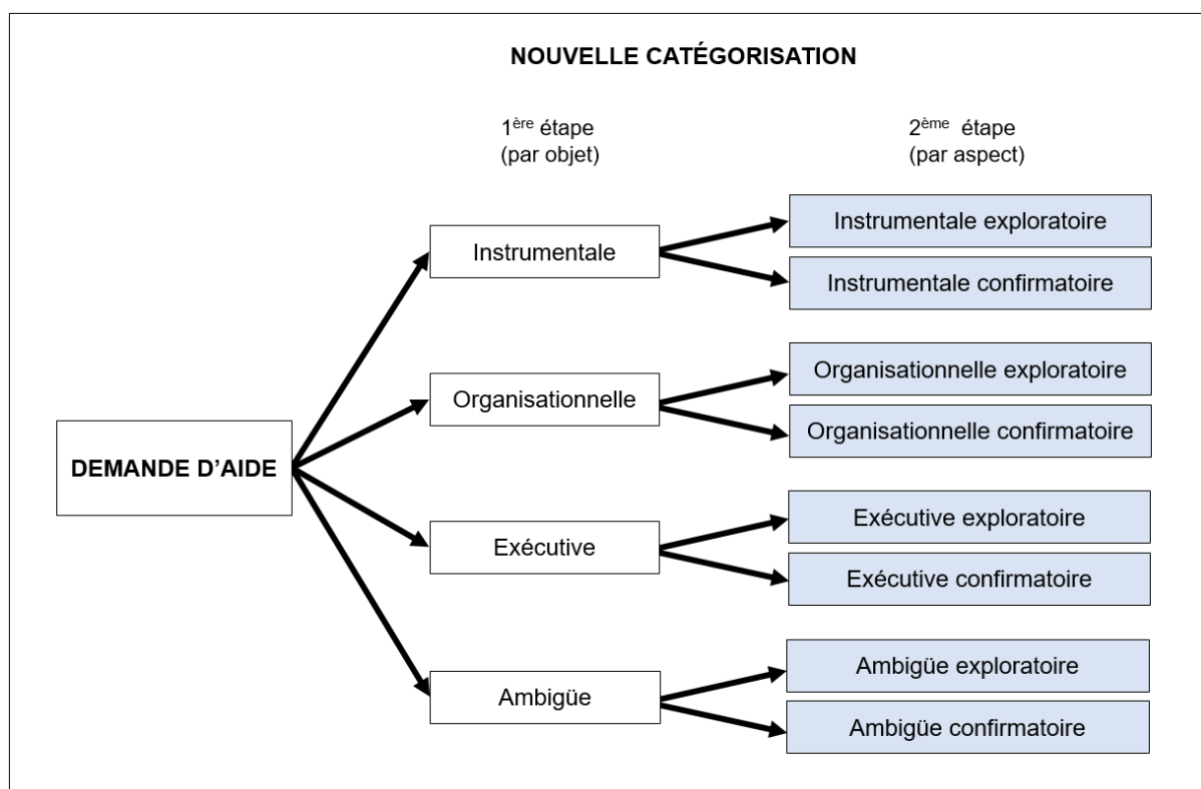 NOUVELLE CATÉGORISATION
1ère étape
(par objet)
2ème étape
(par aspect)
DEMANDE D’AIDE
Instrumentale
Instrumentale exploratoire
Instrumentale confirmatoire
Organisationnelle
Organisationnelle exploratoire
Organisationnelle confirmatoire
Exécutive
Exécutive exploratoire
Exécutive confirmatoire
Ambigüe
Ambigüe exploratoire
Ambigüe confirmatoire